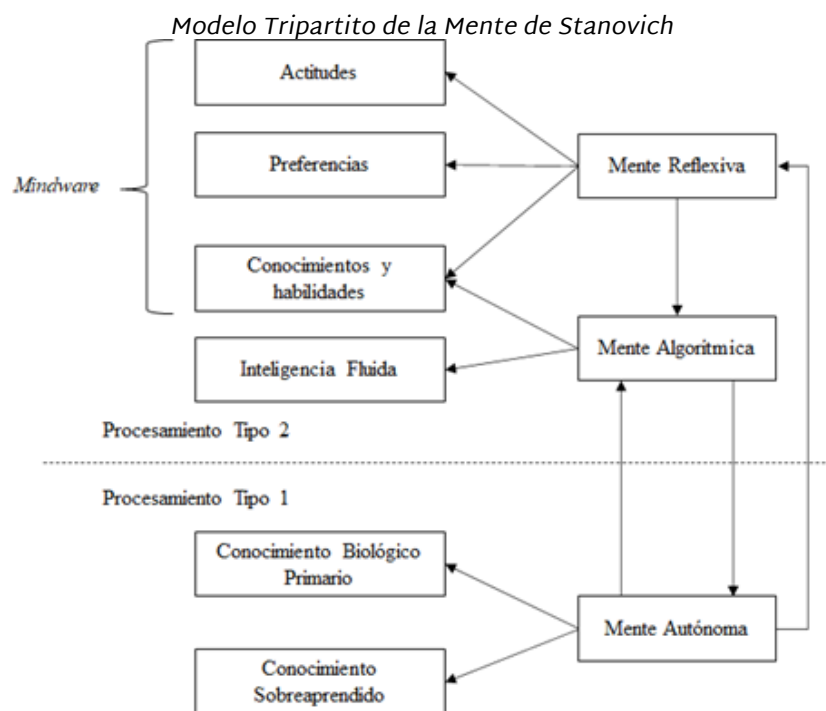 Modelo Tripartito de la Mente de Stanovich
Actitudes
Preferencias
Mente Reflexiva
Mindware
Conocimientos y
habilidades
Mente Algorítmica
Inteligencia Fluida
Procesamiento Tipo 2
Procesamiento Tipo 1
Conocimiento Biológico
Primario
Mente Autónoma
Conocimiento
Sobreaprendido